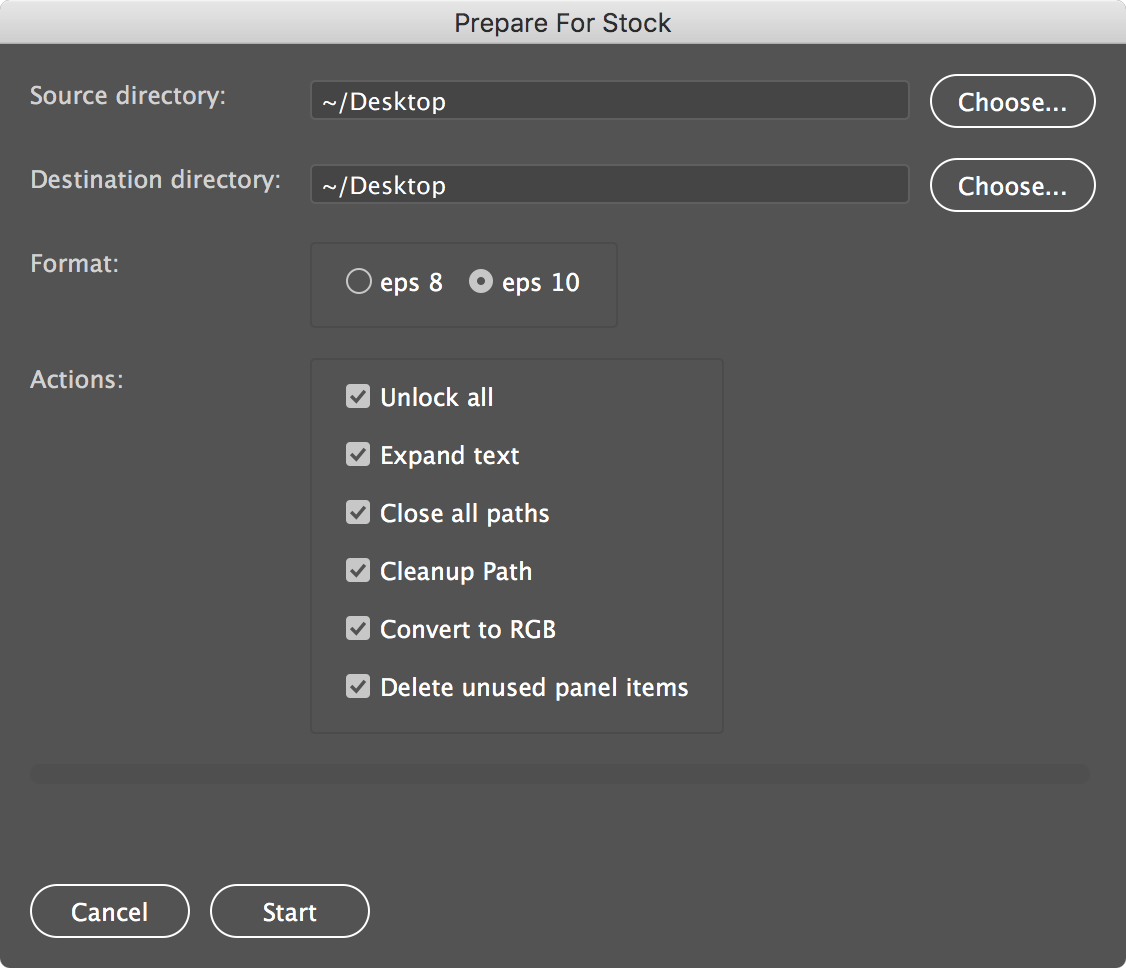 Prepare For Stock
Source directory: ~/Desktop Choose...
Destination directory: ~/Desktop Choose...
Format: eps 8 eps 10
Actions:
Unlock all
Expand text
Close all paths
Cleanup Path
Convert to RGB
Delete unused panel items
Cancel Start